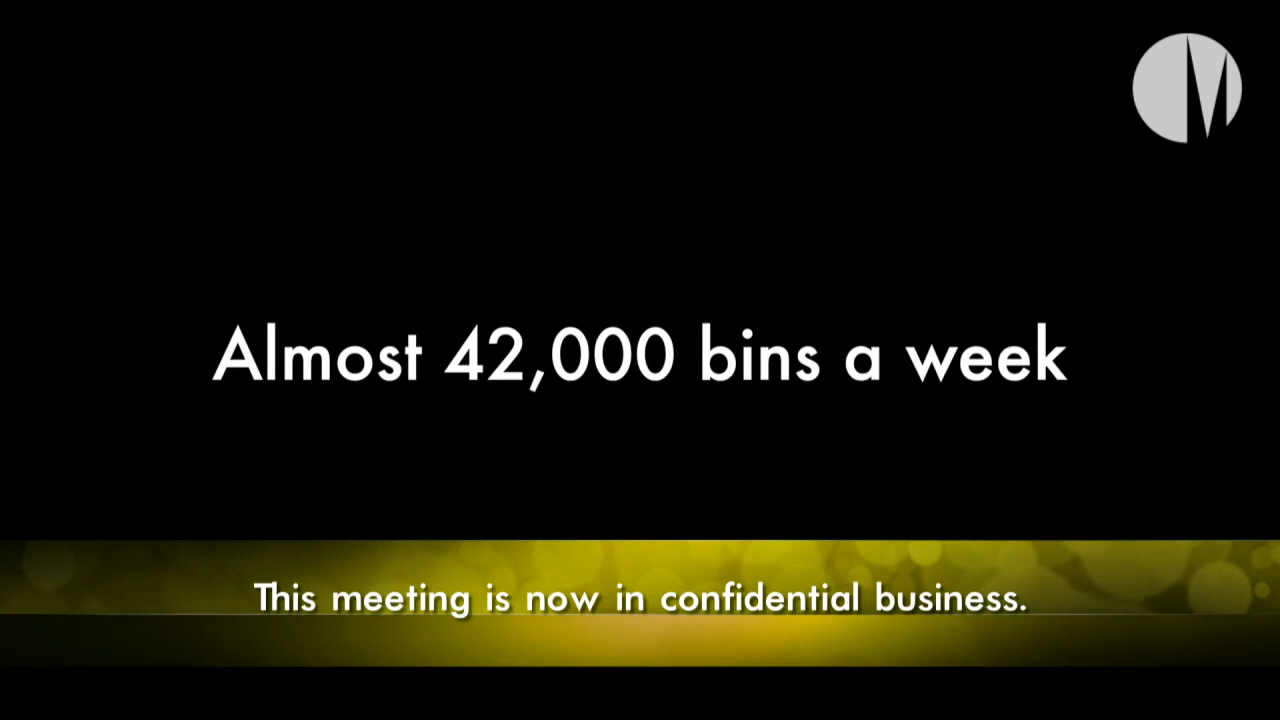 Almost 42,000 bins a week
This meeting is now in confidential business.